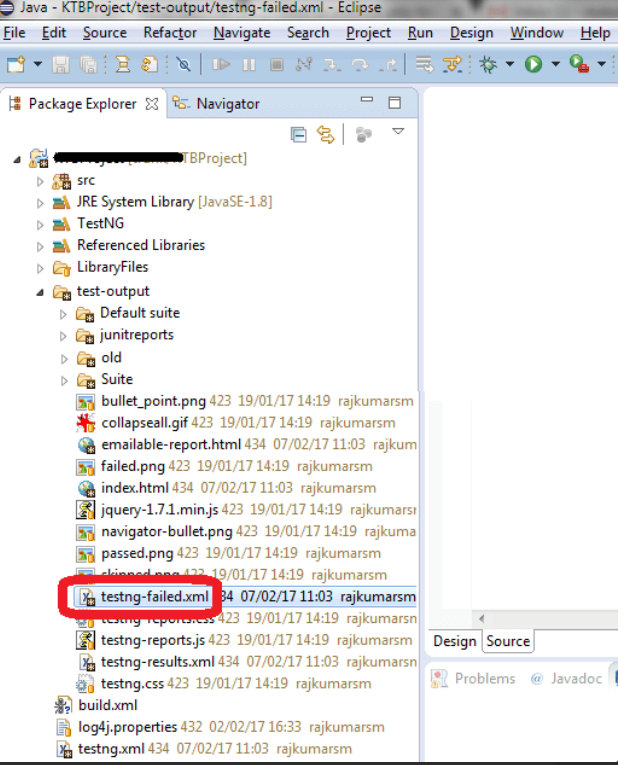 Java - KTBProject/test-output/testng-failed.xml - Eclipse
File Edit Source Refactor Navigate Search Project Run Design Window Help
Package Explorer Navigator
TBProject]
src
JRE System Library [JavaSE-1.8]
TestNG
Referenced Libraries
LibraryFiles
test-output
Default suite
junitreports
old
Suite
bullet_point.png 423 19/01/17 14:19 rajkumarsm
collapseall.gif 423 19/01/17 14:19 rajkumarsm
emailable-report.html 434 07/02/17 11:03 rajkum
failed.png 423 19/01/17 14:19 rajkumarsm
index.html 434 07/02/17 11:03 rajkumarsm
jquery-1.7.1.min.js 423 19/01/17 14:19 rajkumarsr
navigator-bullet.png 423 19/01/17 14:19 rajkuma
passed.png 423 19/01/17 14:19 rajkumarsm
skipped.png 423 19/01/17 14:19 rajkumarsm
testng-failed.xml 34 07/02/17 11:03 rajkumarsm
testng-reports.css 423 19/01/17 14:19 rajkumarsr
testng-reports.js 423 19/01/17 14:19 rajkumarsm
testng-results.xml 434 07/02/17 11:03 rajkumarsn
testng.css 423 19/01/17 14:19 rajkumarsm
build.xml
log4j.properties 432 02/02/17 16:33 rajkumarsm
testng.xml 434 07/02/17 11:03 rajkumarsm
Design Source
Problems @ Javadoc